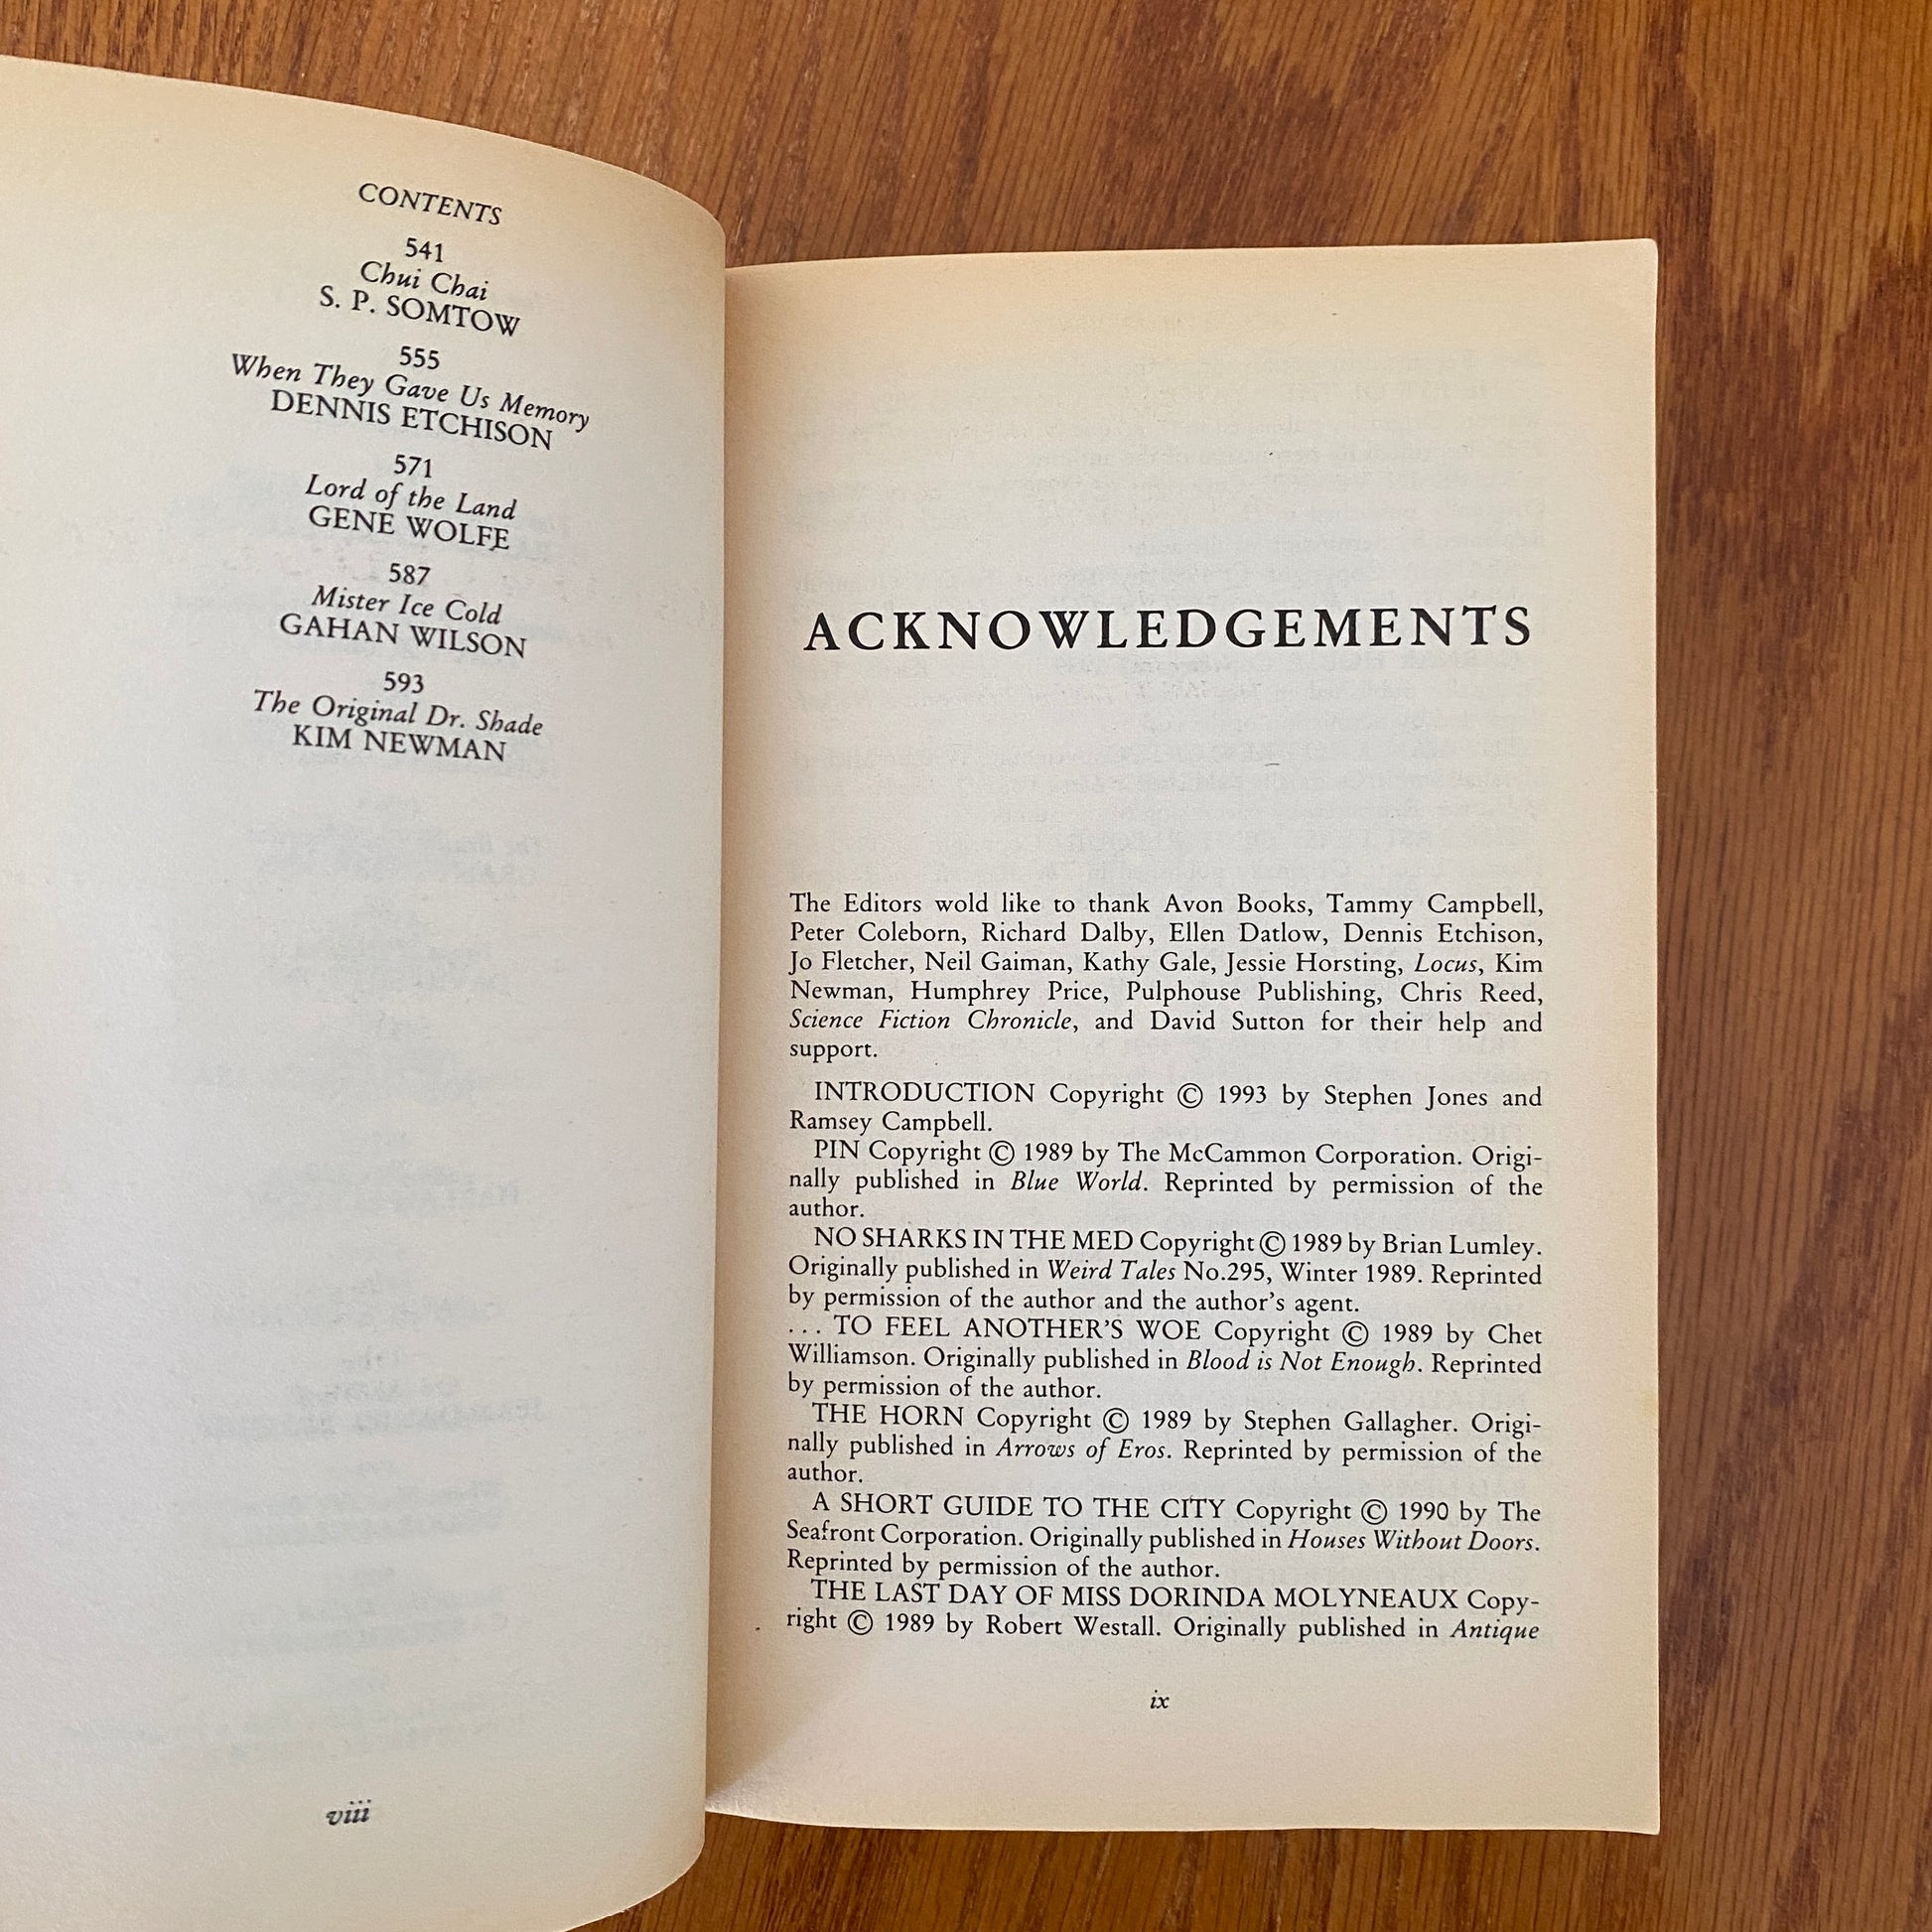 CONTENTS
541
Chui Chai
S. P. SOMTOW
555
When They Gave Us Memory
DENNIS ETCHISON
571
Lord of the Land
GENE WOLFE
587
Mister Ice Cold
GAHAN WILSON
593
The Original Dr. Shade
KIM NEWMAN
viii
ACKNOWLEDGEMENTS
The Editors wold like to thank Avon Books, Tammy Campbell,
Peter Coleborn, Richard Dalby, Ellen Datlow, Dennis Etchison,
Jo Fletcher, Neil Gaiman, Kathy Gale, Jessie Horsting, Locus, Kim
Newman, Humphrey Price, Pulphouse Publishing, Chris Reed,
Science Fiction Chronicle, and David Sutton for their help and
support.
INTRODUCTION Copyright © 1993 by Stephen Jones and
Ramsey Campbell.
PIN Copyright © 1989 by The McCammon Corporation. Origi-
nally published in Blue World. Reprinted by permission of the
author.
NO SHARKS IN THE MED Copyright © 1989 by Brian Lumley.
Originally published in Weird Tales No.295, Winter 1989. Reprinted
by permission of the author and the author's agent.
... TO FEEL ANOTHER'S WOE Copyright © 1989 by Chet
Williamson. Originally published in Blood is Not Enough. Reprinted
by permission of the author.
THE HORN Copyright © 1989 by Stephen Gallagher. Origi-
nally published in Arrows of Eros. Reprinted by permission of the
author.
A SHORT GUIDE TO THE CITY Copyright © 1990 by The
Seafront Corporation. Originally published in Houses Without Doors.
Reprinted by permission of the author.
THE LAST DAY OF MISS DORINDA MOLYNEAUX Copy-
right © 1989 by Robert Westall. Originally published in Antique
ix